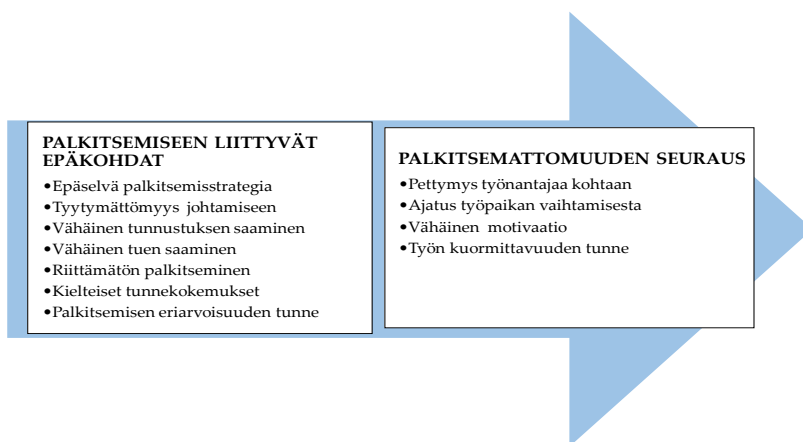 PALKITSEMISEEN LIITTYVÄT
EPÄKOHDAT
•Epäselvä palkitsemisstrategia
•Tyytymättömyys johtamiseen
•Vähäinen tunnustuksen saaminen
•Vähäinen tuen saaminen
•Riittämätön palkitseminen
•Kielteiset tunnekokemukset
•Palkitsemisen eriarvoisuuden tunne
PALKITSEMATTOMUUDEN SEURAUS
•Pettymys työnantajaa kohtaan
•Ajatus työpaikan vaihtamisesta
•Vähäinen motivaatio
•Työn kuormittavuuden tunne